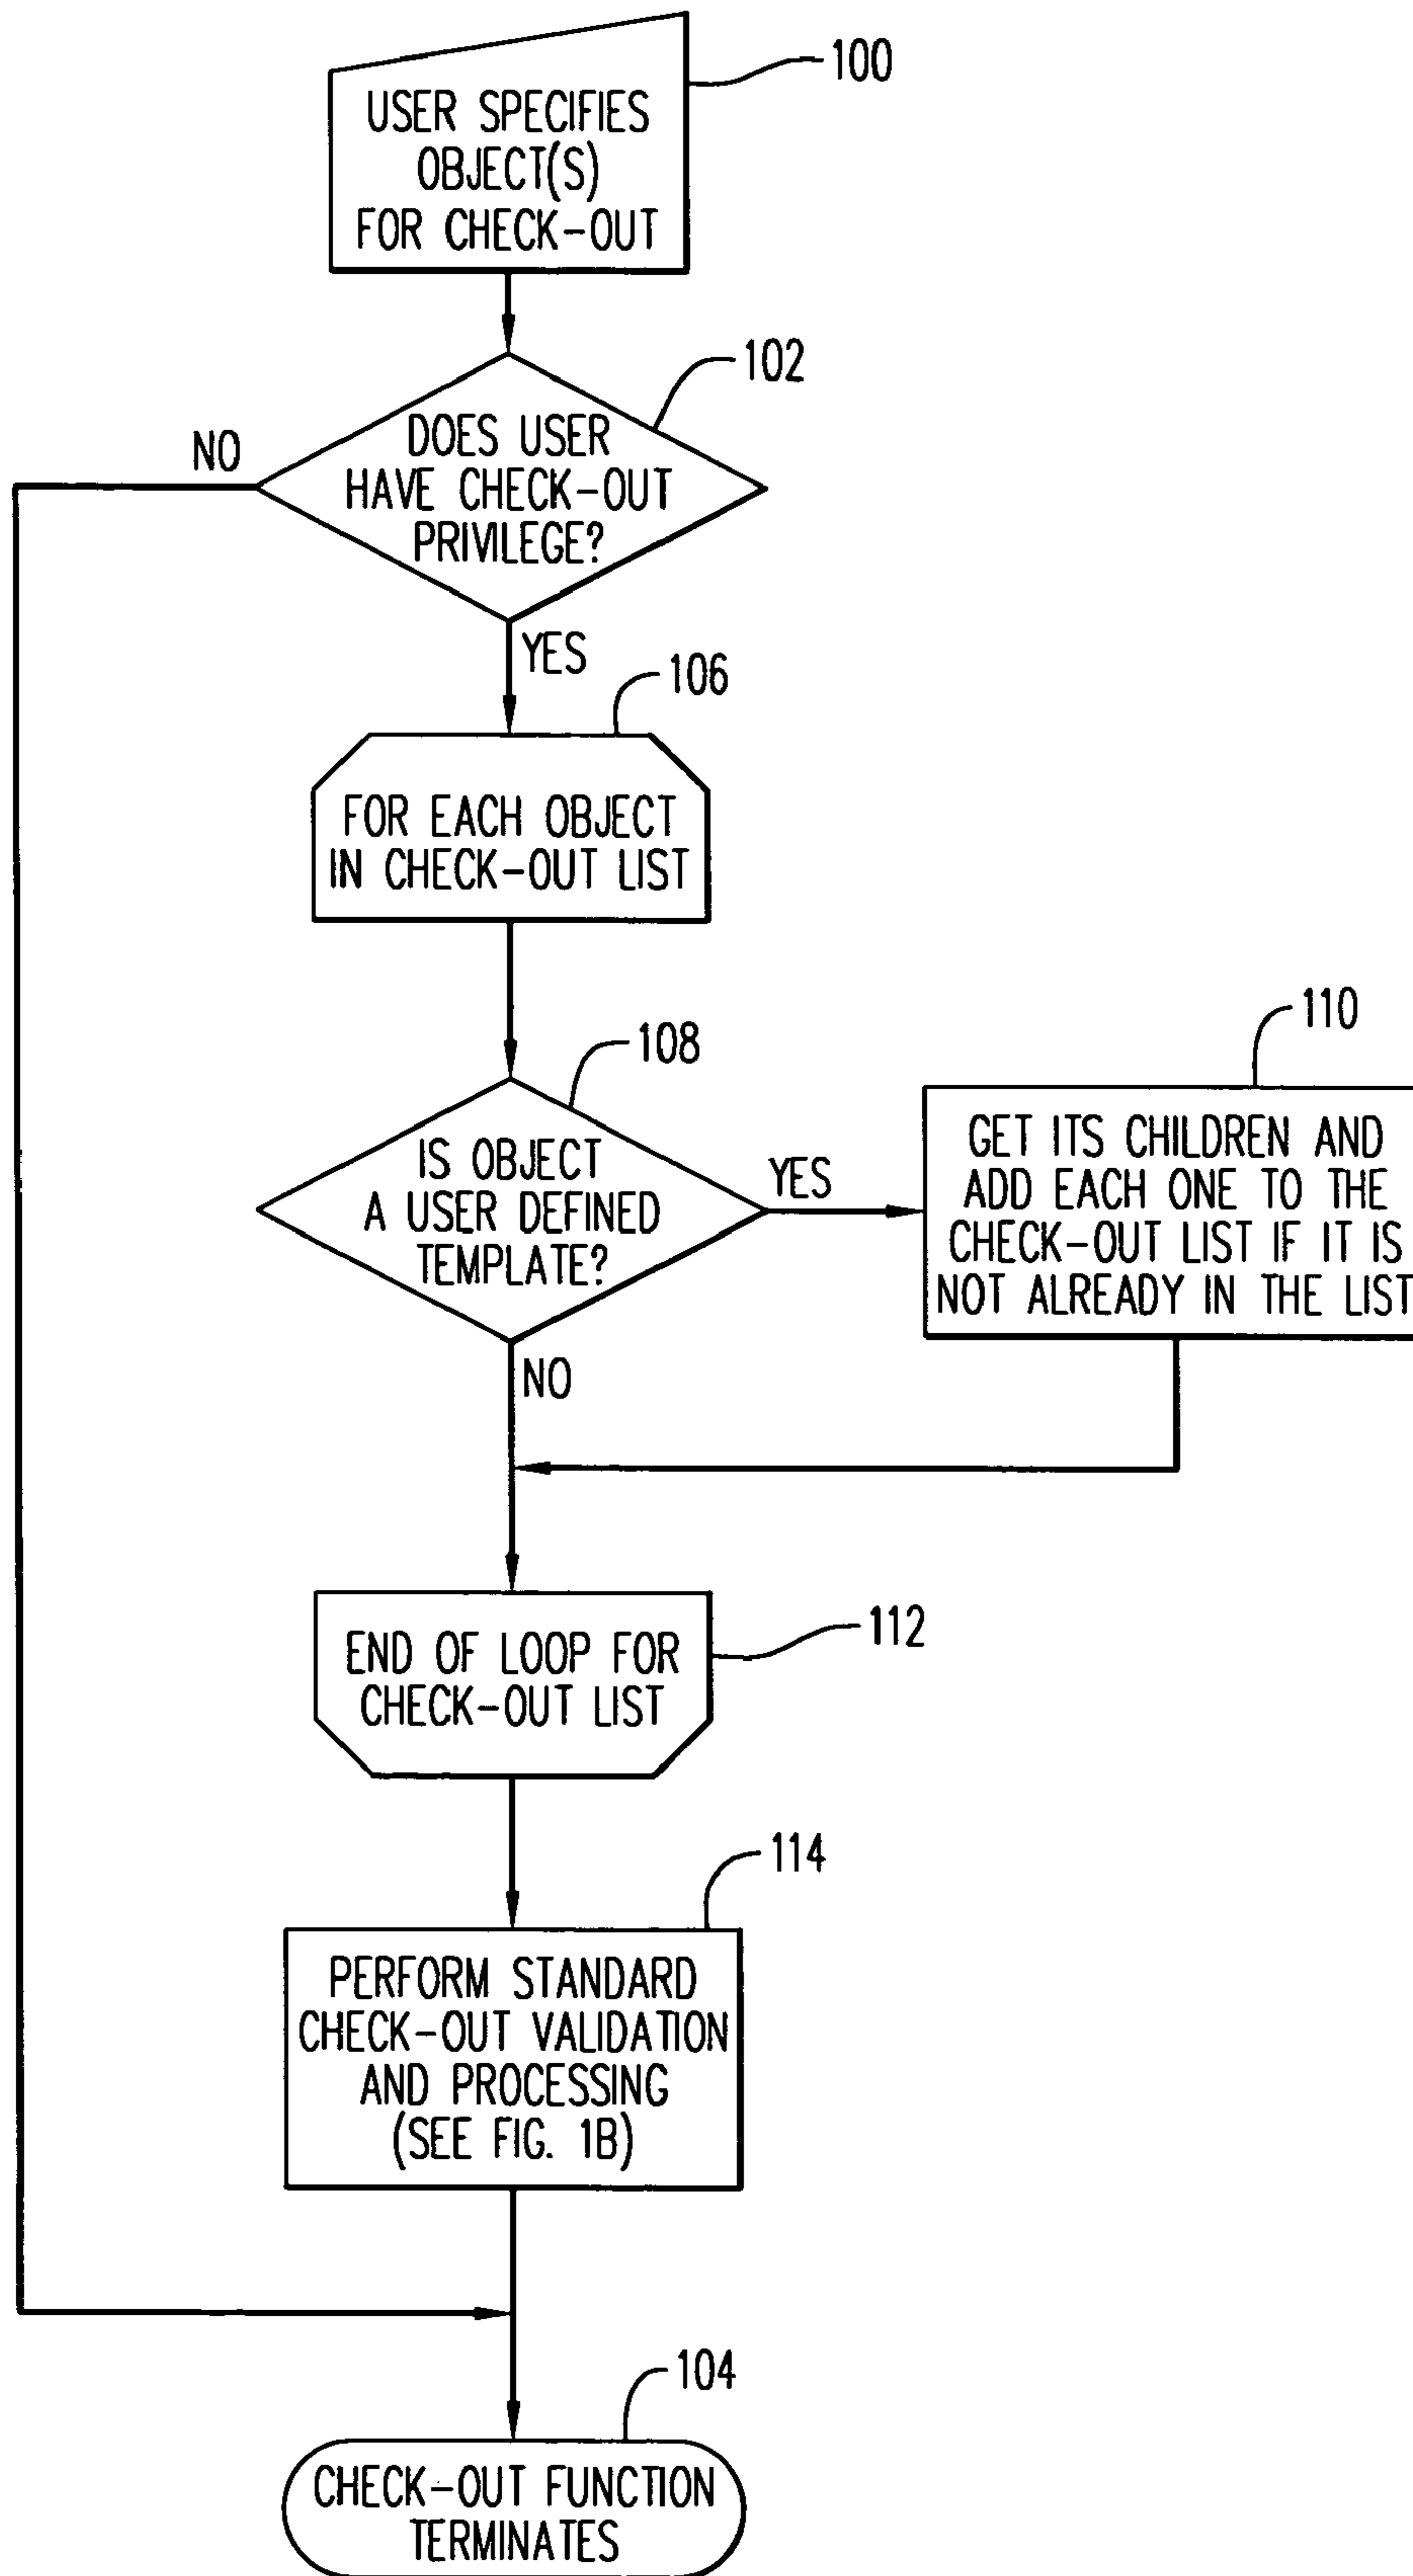 100
USER SPECIFIES
OBJECT(S)
FOR CHECK-OUT
102
DOES USER
HAVE CHECK-OUT
PRIVILEGE?
NO
YES
106
FOR EACH OBJECT
IN CHECK-OUT LIST
108
IS OBJECT
A USER DEFINED
TEMPLATE?
YES
110
GET ITS CHILDREN AND
ADD EACH ONE TO THE
CHECK-OUT LIST IF IT IS
NOT ALREADY IN THE LIST
NO
112
END OF LOOP FOR
CHECK-OUT LIST
114
PERFORM STANDARD
CHECK-OUT VALIDATION
AND PROCESSING
(SEE FIG. 1B)
104
CHECK-OUT FUNCTION
TERMINATES